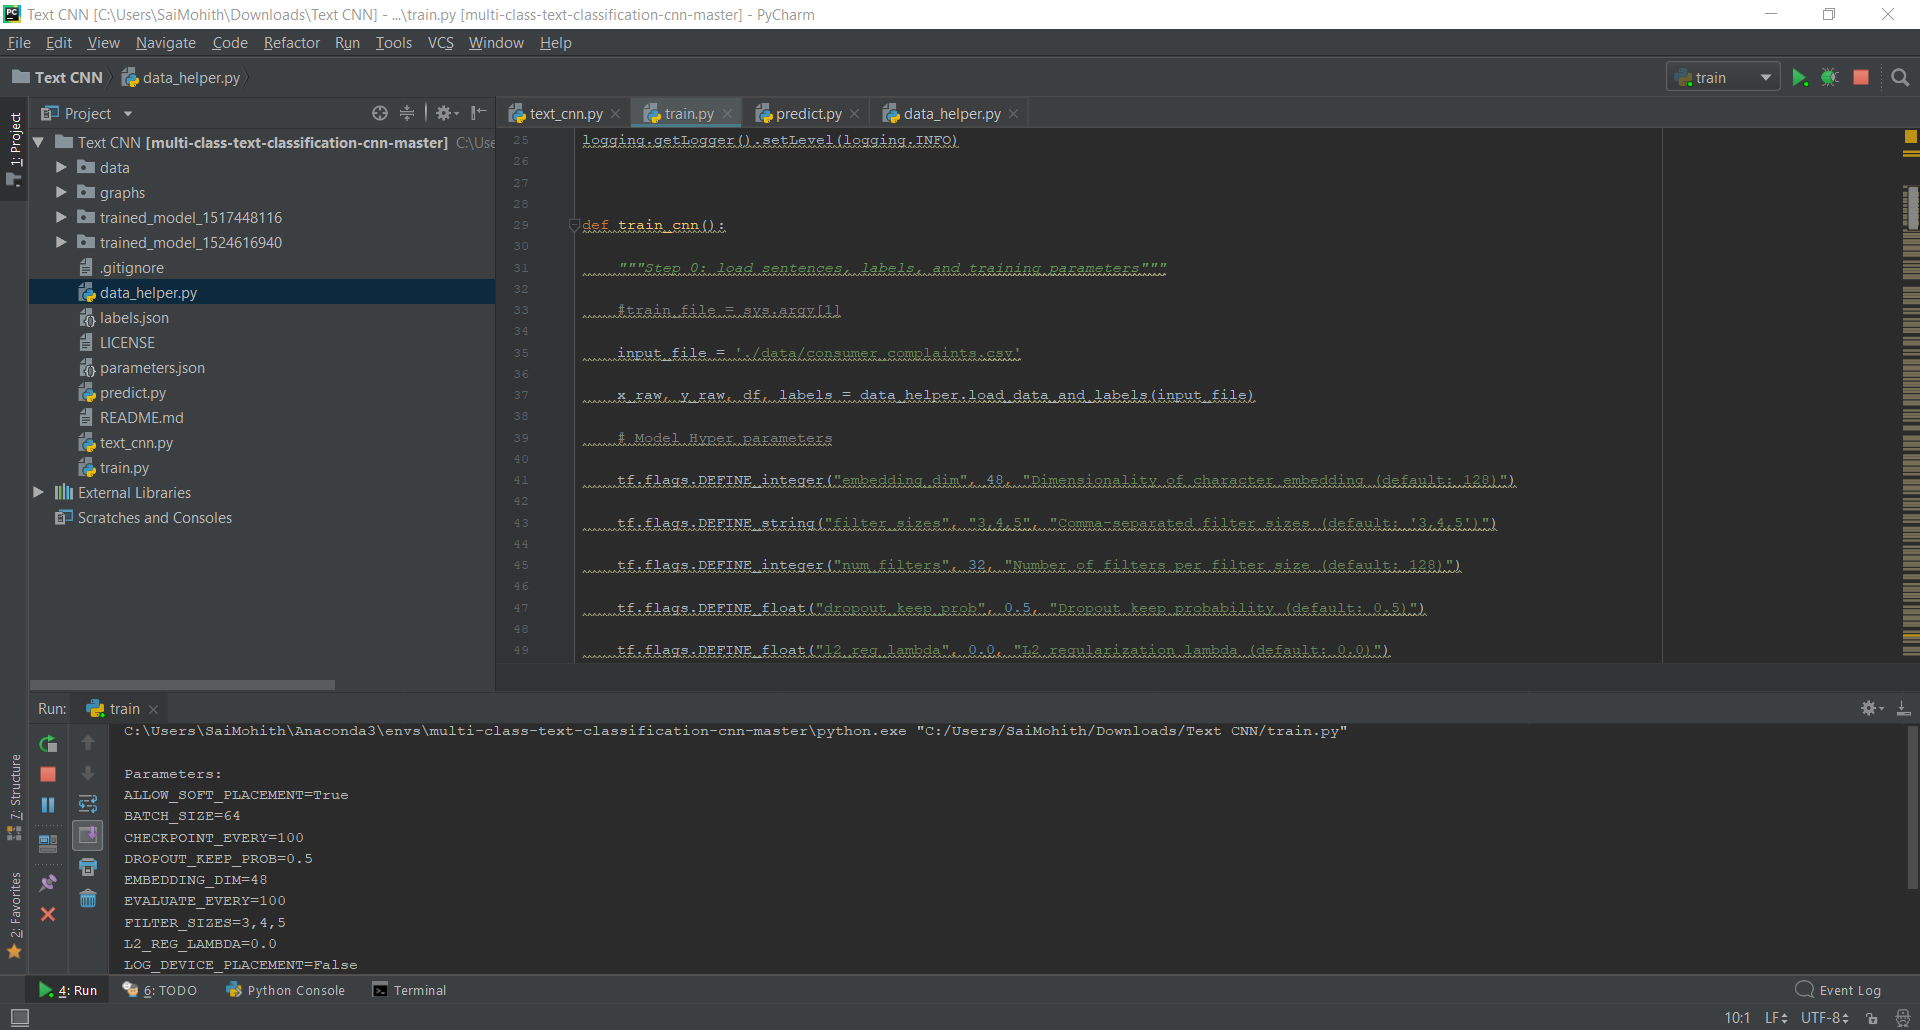 Text CNN [C:\Users\SaiMohith\Downloads\Text CNN] - ...\train.py [multi-class-text-classification-cnn-master] - PyCharm
File Edit View Navigate Code Refactor Run Tools VCS Window Help
Text CNN data_helper.py train
1: Project
Project
text_cnn.py train.py predict.py data_helper.py
Text CNN [multi-class-text-classification-cnn-master] C:\Use
data
graphs
trained_model_1517448116
trained_model_1524616940
.gitignore
data_helper.py
labels.json
LICENSE
parameters.json
predict.py
README.md
text_cnn.py
train.py
External Libraries
Scratches and Consoles
25 logging.getLogger().setLevel(logging.INFO)
26
27
28
29 def train_cnn():
30
31 """Step 0: load sentences, labels, and training parameters"""
32
33 #train_file = sys.argv[1]
34
35 input_file = './data/consumer_complaints.csv'
36
37 x_raw, y_raw, df, labels = data_helper.load_data_and_labels(input_file)
38
39 # Model Hyper parameters
40
41 tf.flags.DEFINE_integer("embedding_dim", 48, "Dimensionality of character embedding (default: 128)")
42
43 tf.flags.DEFINE_string("filter_sizes", "3,4,5", "Comma-separated filter sizes (default: '3,4,5')")
44
45 tf.flags.DEFINE_integer("num_filters", 32, "Number of filters per filter size (default: 128)")
46
47 tf.flags.DEFINE_float("dropout_keep_prob", 0.5, "Dropout keep probability (default: 0.5)")
48
49 tf.flags.DEFINE_float("l2_reg_lambda", 0.0, "L2 regularization lambda (default: 0.0)")
Run: train
7: Structure
2: Favorites
C:\Users\SaiMohith\Anaconda3\envs\multi-class-text-classification-cnn-master\python.exe "C:/Users/SaiMohith/Downloads/Text CNN/train.py"
Parameters:
ALLOW_SOFT_PLACEMENT=True
BATCH_SIZE=64
CHECKPOINT_EVERY=100
DROPOUT_KEEP_PROB=0.5
EMBEDDING_DIM=48
EVALUATE_EVERY=100
FILTER_SIZES=3,4,5
L2_REG_LAMBDA=0.0
LOG_DEVICE_PLACEMENT=False
4: Run 6: TODO Python Console Terminal Event Log
10:1 LF UTF-8